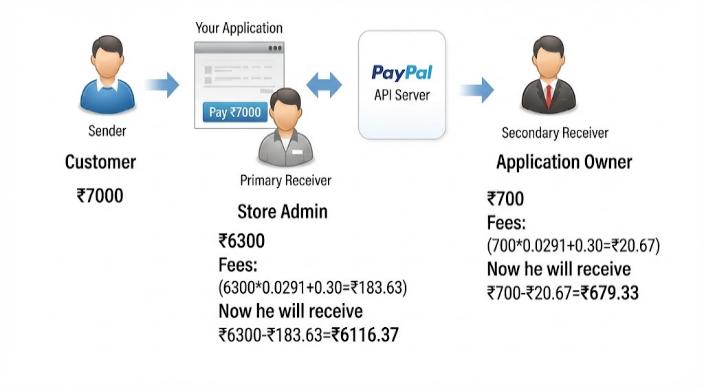 Your Application
Pay ₹7000
PayPal
API Server
Sender
Customer
₹7000
Primary Receiver
Store Admin
₹6300
Fees:
(6300*0.0291+0.30=₹183.63)
Now he will receive
₹6300-₹183.63=₹6116.37
Secondary Receiver
Application Owner
₹700
Fees:
(700*0.0291+0.30=₹20.67)
Now he will receive
₹700-₹20.67=₹679.33